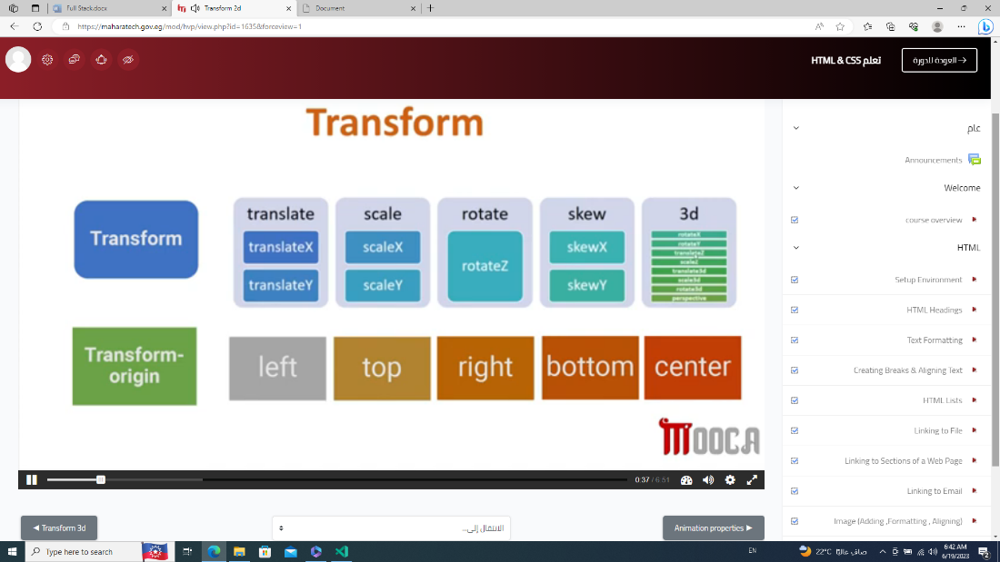 Full Stack.docx
Transform 2d
Document
https://maharatech.gov.eg/mod/hvp/view.php?id=1635&forceview=1
تعلم HTML & CSS
العودة للدورة
Transform
Transform
translate
translateX
translateY
scale
scaleX
scaleY
rotate
rotateZ
skew
skewX
skewY
3d
rotateX
rotateY
translateZ
scaleZ
translate3d
scale3d
rotate3d
perspective
Transform-
origin
left
top
right
bottom
center
MOOCA
0:37 / 6:51
عام
Announcements
Welcome
course overview
HTML
Setup Environment
HTML Headings
Text Formatting
Creating Breaks & Aligning Text
HTML Lists
Linking to File
Linking to Sections of a Web Page
Linking to Email
Image (Adding ,Formatting , Aligning)
◄ Transform 3d
الانتقال إلى...
Animation properties ►
Type here to search
EN
22°C صاف غالبًا
6:42 AM
6/19/2023
2